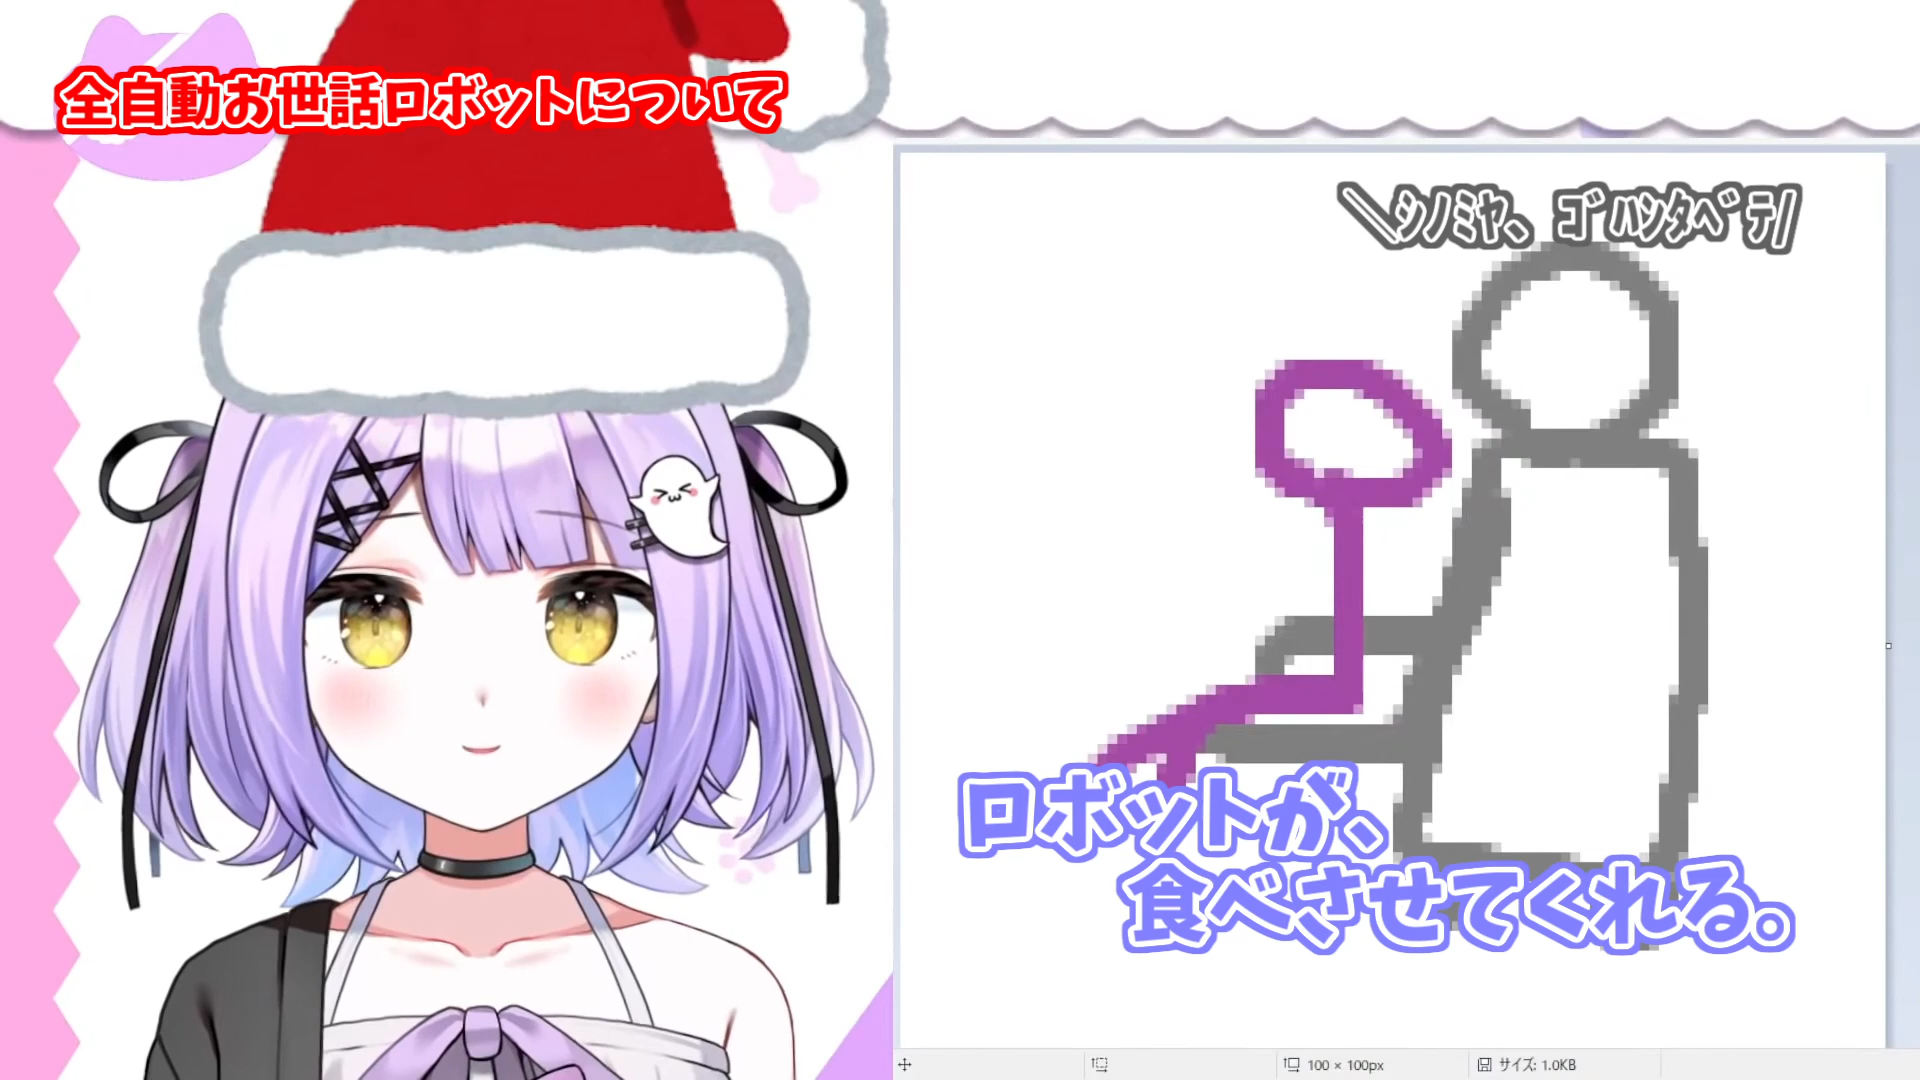 全自動お世話ロボットについて
\\ｼﾉﾐﾔ、ｺﾞﾊﾝﾀﾍﾞﾃ//
ロボットが、
食べさせてくれる。
100 × 100px
サイズ: 1.0KB